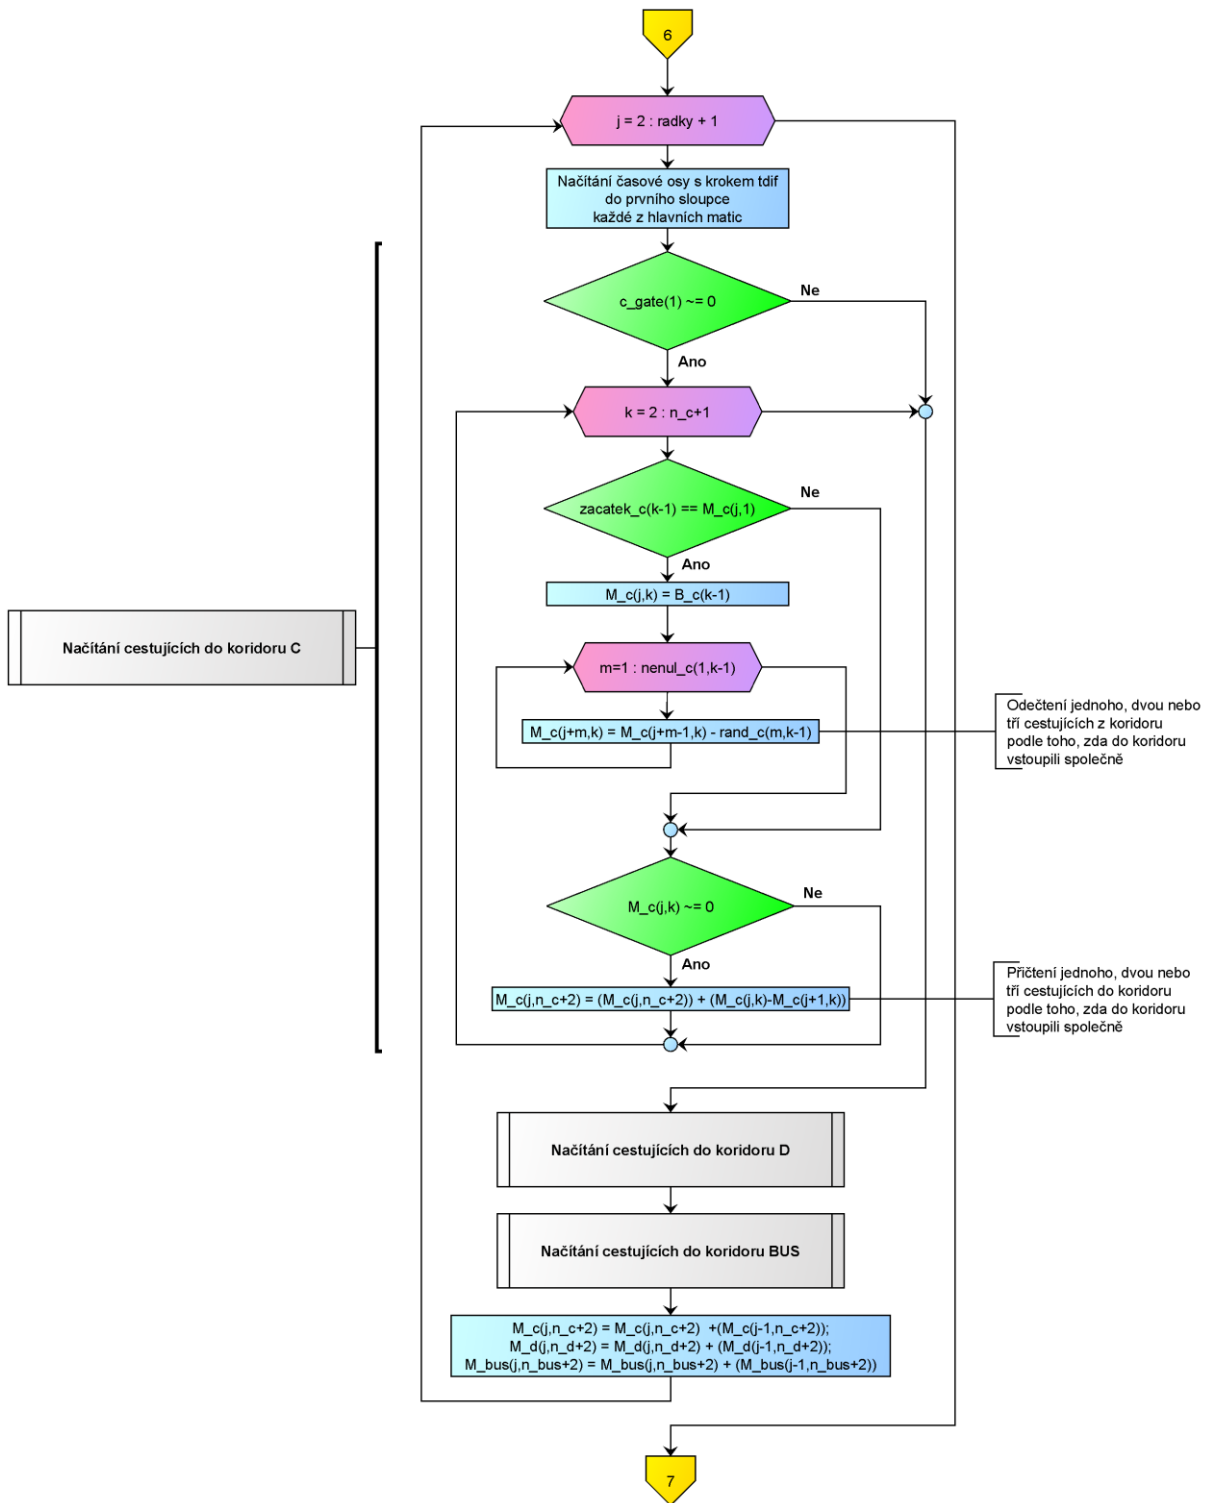 6
j = 2 : radky + 1
Načítání časové osy s krokem tdif
do prvního sloupce
každé z hlavních matic
c_gate(1) ~= 0
Ne
Ano
k = 2 : n_c+1
zacatek_c(k-1) == M_c(j,1)
Ne
Ano
M_c(j,k) = B_c(k-1)
Načítání cestujících do koridoru C
m=1 : nenul_c(1,k-1)
M_c(j+m,k) = M_c(j+m-1,k) - rand_c(m,k-1)
Odečtení jednoho, dvou nebo
tří cestujících z koridoru
podle toho, zda do koridoru
vstoupili společně
M_c(j,k) ~= 0
Ne
Ano
M_c(j,n_c+2) = (M_c(j,n_c+2)) + (M_c(j,k)-M_c(j+1,k))
Přičtení jednoho, dvou nebo
tří cestujících do koridoru
podle toho, zda do koridoru
vstoupili společně
Načítání cestujících do koridoru D
Načítání cestujících do koridoru BUS
M_c(j,n_c+2) = M_c(j,n_c+2) +(M_c(j-1,n_c+2));
M_d(j,n_d+2) = M_d(j,n_d+2) + (M_d(j-1,n_d+2));
M_bus(j,n_bus+2) = M_bus(j,n_bus+2) + (M_bus(j-1,n_bus+2))
7